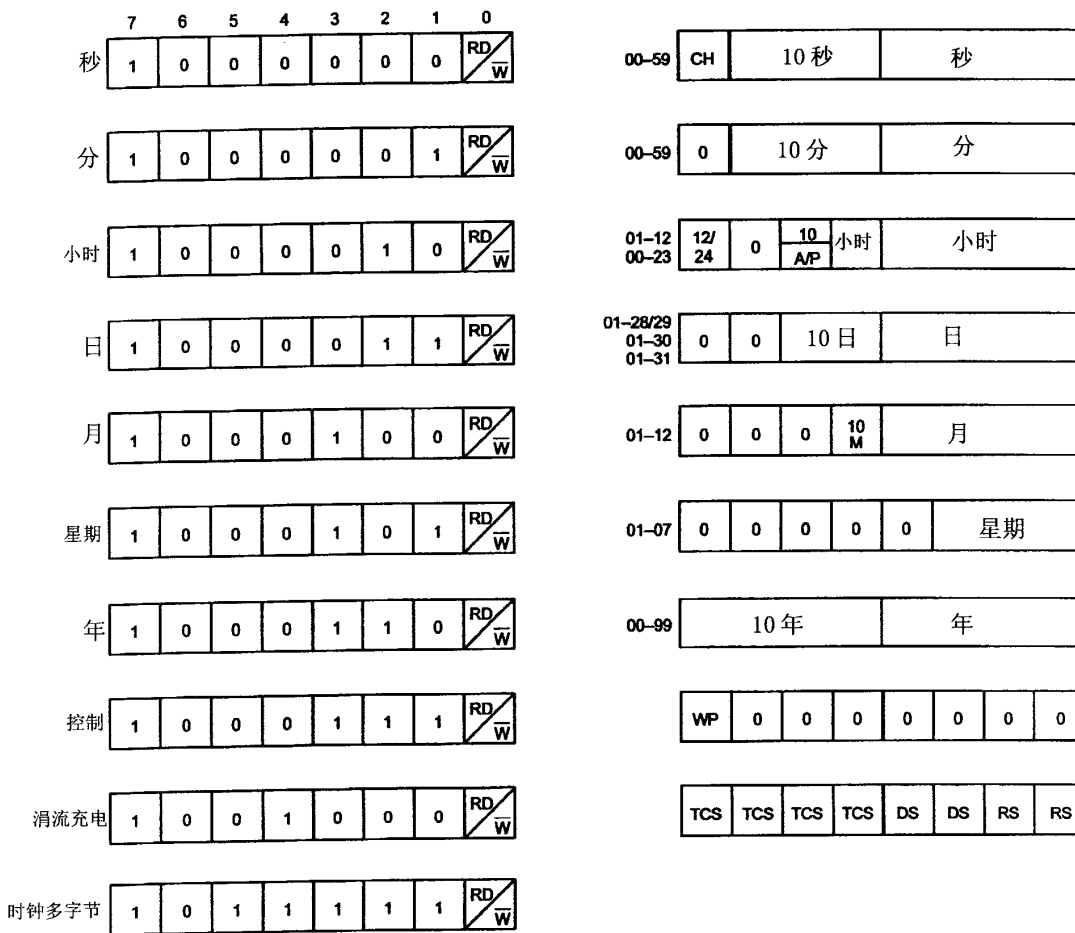 7 6 5 4 3 2 1 0
秒 1 0 0 0 0 0 0 RD/W 00–59 CH 10 秒 秒
分 1 0 0 0 0 0 1 RD/W 00–59 0 10 分 分
小时 1 0 0 0 0 1 0 RD/W 01–12 00–23 12/24 0 10 A/P 小时 小时
日 1 0 0 0 0 1 1 RD/W 01–28/29 01–30 01–31 0 0 10 日 日
月 1 0 0 0 1 0 0 RD/W 01–12 0 0 0 10 M 月
星期 1 0 0 0 1 0 1 RD/W 01–07 0 0 0 0 0 星期
年 1 0 0 0 1 1 0 RD/W 00–99 10 年 年
控制 1 0 0 0 1 1 1 RD/W WP 0 0 0 0 0 0 0
涓流充电 1 0 0 1 0 0 0 RD/W TCS TCS TCS TCS DS DS RS RS
时钟多字节 1 0 1 1 1 1 1 RD/W